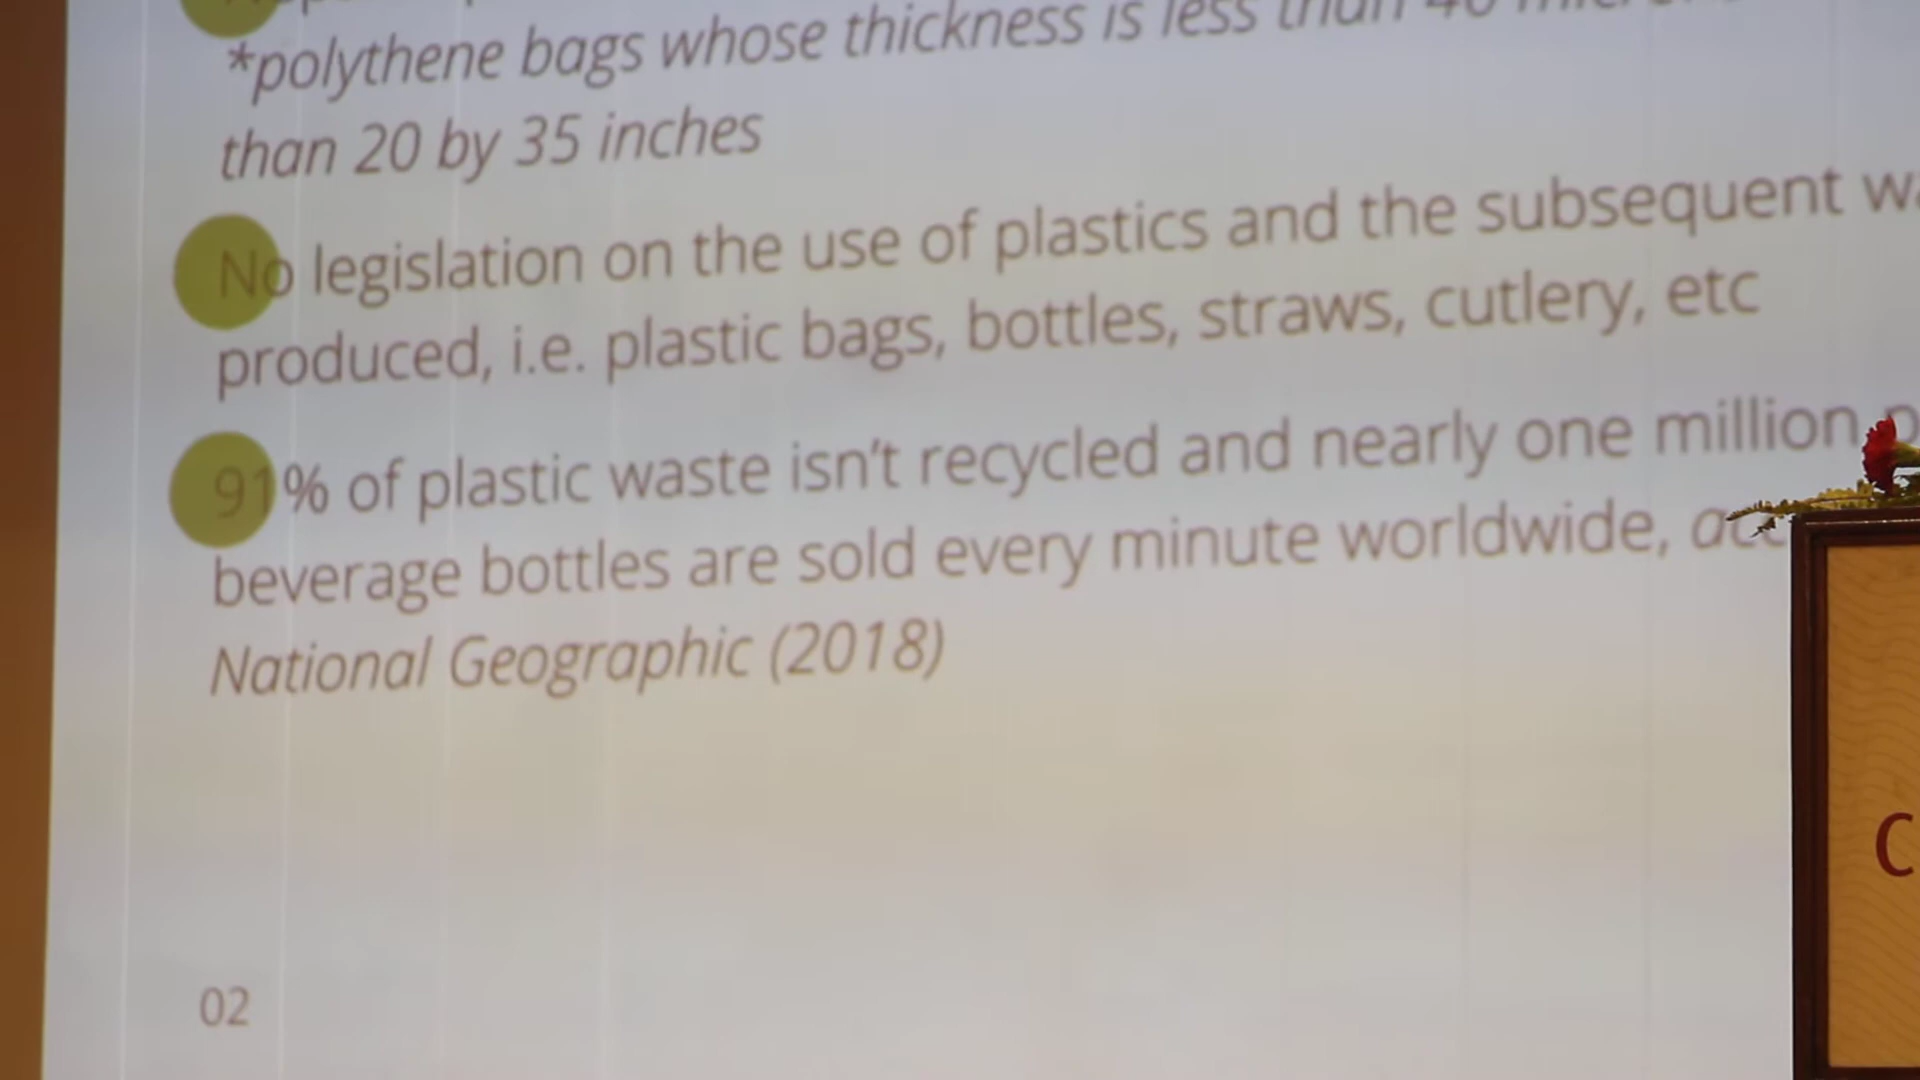 *polythene bags whose thickness is less than 40
than 20 by 35 inches
No legislation on the use of plastics and the subsequent
produced, i.e. plastic bags, bottles, straws, cutlery, etc
91% of plastic waste isn't recycled and nearly one million
beverage bottles are sold every minute worldwide,
National Geographic (2018)
02
C